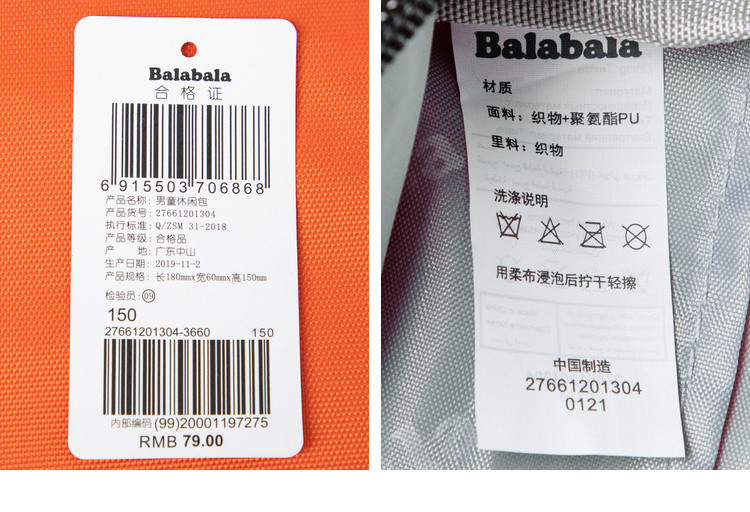 Balabala
合格证
6 915503 706868
产品名称: 男童休闲包
产品货号: 27661201304
执行标准: Q/ZSM 31-2018
产品等级: 合格品
产 地: 广东中山
生产日期: 2019-11-2
产品规格: 长180mmx宽60mmx高150mm
检验员: 09
150
27661201304-3660 150
内部编码 (99)20001197275
RMB 79.00
Balabala
材质
面料: 织物+聚氨酯PU
里料: 织物
洗涤说明
用柔布浸泡后拧干轻擦
中国制造
27661201304
0121